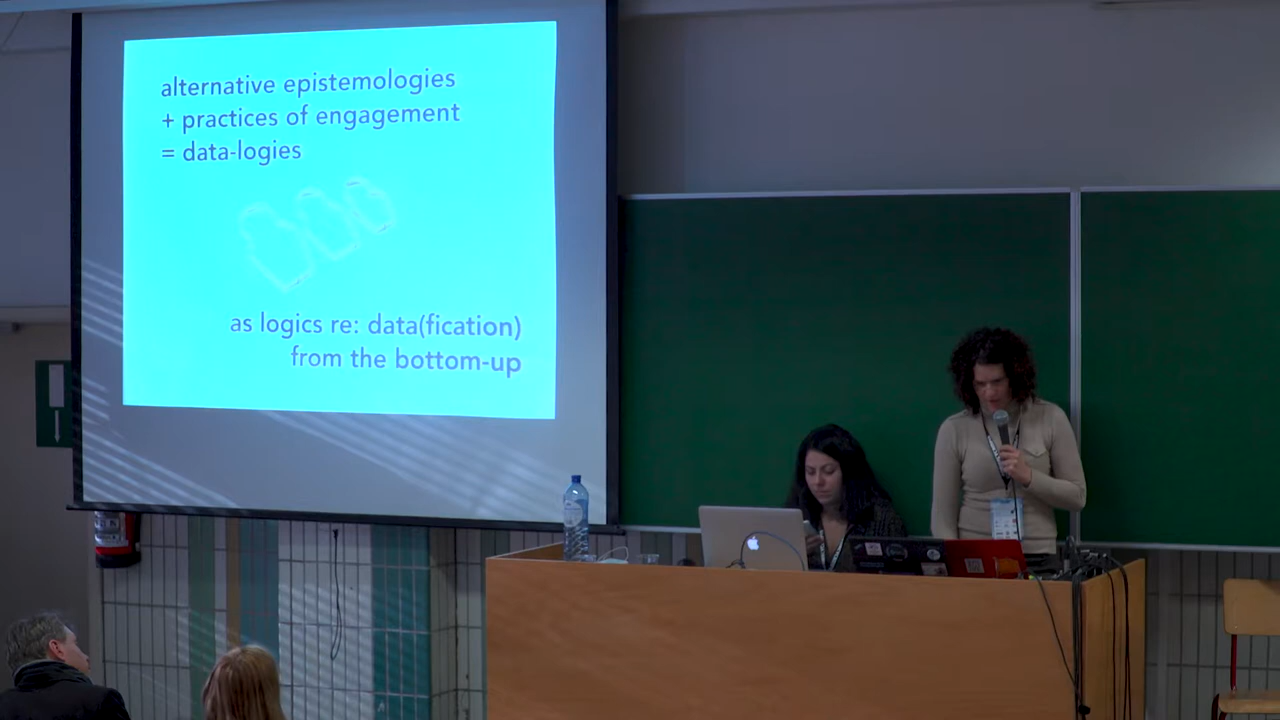 alternative epistemologies
+ practices of engagement
= data-logies
as logics re: data(fication)
from the bottom-up